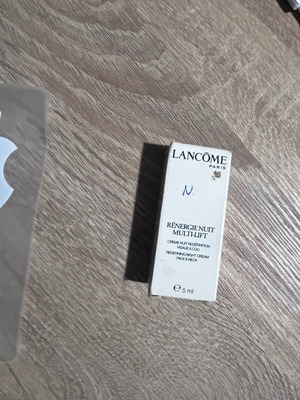 LANCÔME
PARIS
N.
RÉNERGIE NUIT
MULTI-LIFT
CRÈME NUIT REDÉFINITION
VISAGE & COU
REDEFINING NIGHT CREAM
FACE & NECK
℮ 5 ml